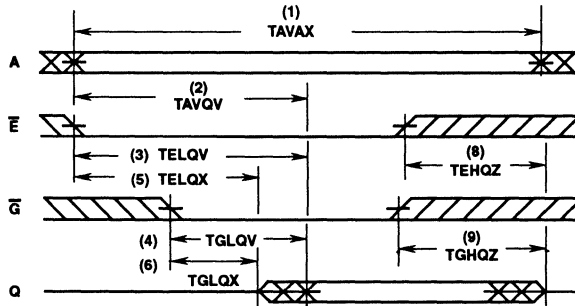 (1)
TAVAX
A
(2)
TAVQV
E
(3) TELQV
(8)
(5) TELQX
TEHQZ
G
(4) TGLQV
(9)
(6)
TGHQZ
TGLQX
Q